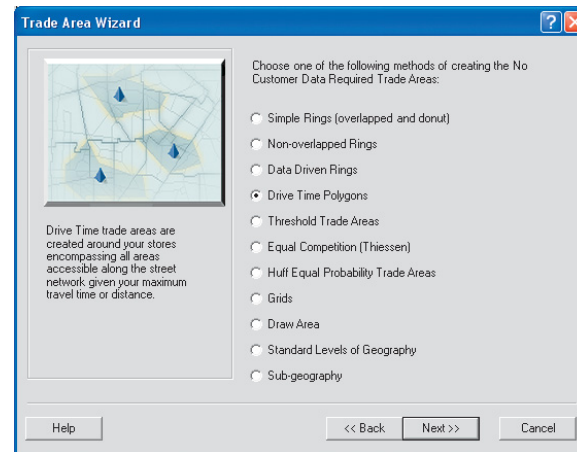 Trade Area Wizard
Choose one of the following methods of creating the No
Customer Data Required Trade Areas:
Simple Rings (overlapped and donut)
Non-overlapped Rings
Data Driven Rings
Drive Time Polygons
Threshold Trade Areas
Equal Competition (Thiessen)
Huff Equal Probability Trade Areas
Grids
Draw Area
Standard Levels of Geography
Sub-geography
Drive Time trade areas are
created around your stores
encompassing all areas
accessible along the street
network given your maximum
travel time or distance.
Help
<< Back
Next >>
Cancel